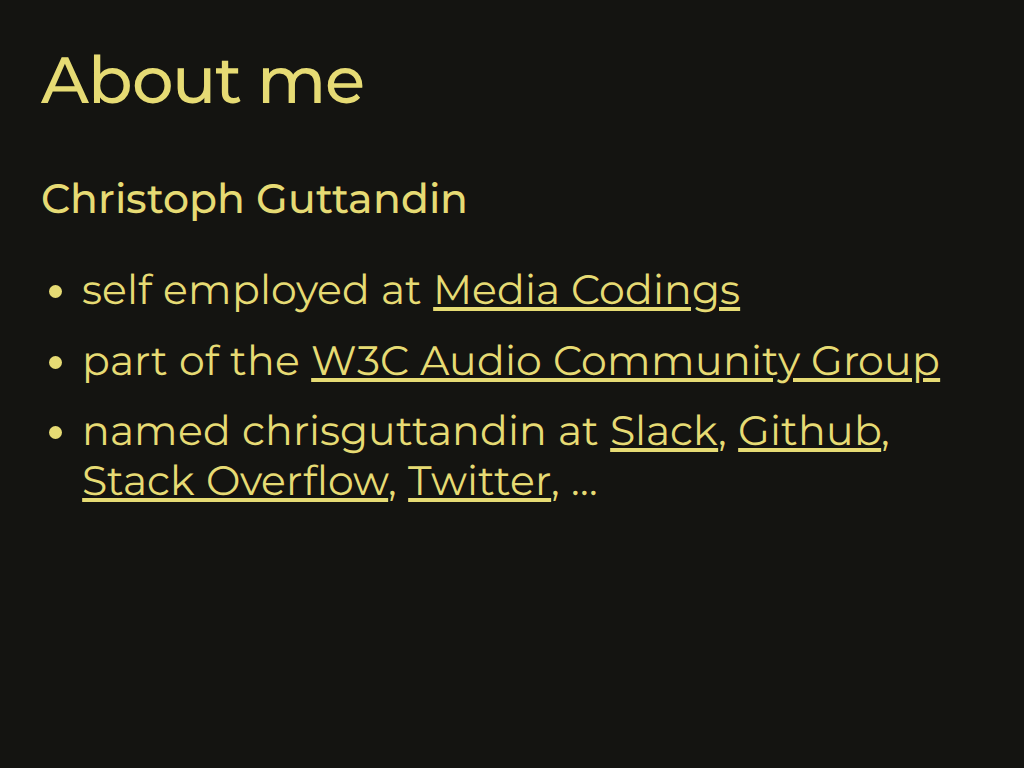 About me
Christoph Guttandin
• self employed at Media Codings
• part of the W3C Audio Community Group
• named chrisguttandin at Slack, Github,
Stack Overflow, Twitter, ...